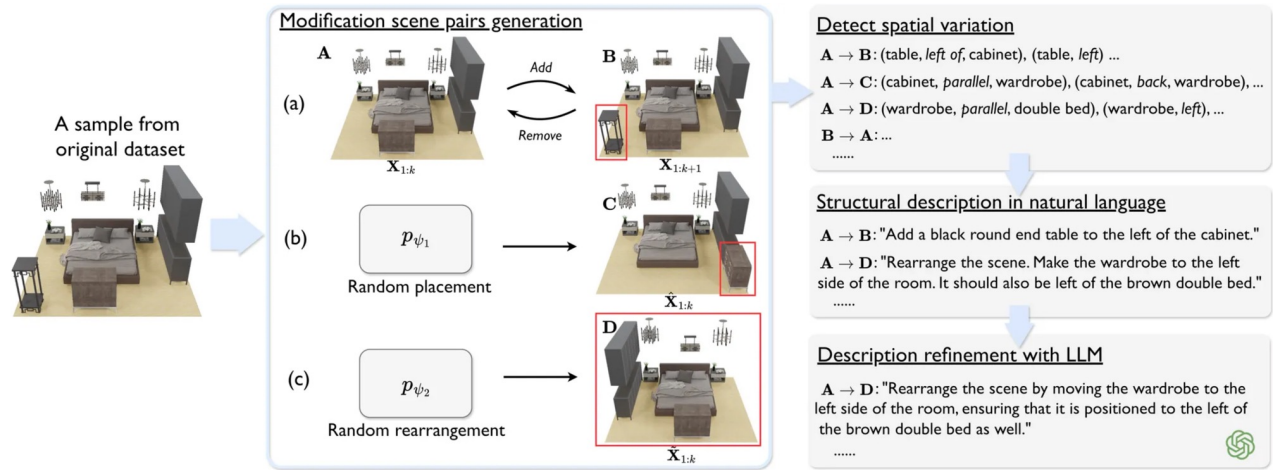 A sample from
original dataset
Modification scene pairs generation
(a)
A
Add
Remove
B
X₁:ₖ
X₁:ₖ₊₁
(b)
p_ψ₁
Random placement
C
X̂₁:ₖ
(c)
p_ψ₂
Random rearrangement
D
X̃₁:ₖ
Detect spatial variation
A → B: (table, left of, cabinet), (table, left) ...
A → C: (cabinet, parallel, wardrobe), (cabinet, back, wardrobe), ...
A → D: (wardrobe, parallel, double bed), (wardrobe, left), ...
B → A: ...
......
Structural description in natural language
A → B: "Add a black round end table to the left of the cabinet."
A → D: "Rearrange the scene. Make the wardrobe to the left
side of the room. It should also be left of the brown double bed."
......
Description refinement with LLM
A → D: "Rearrange the scene by moving the wardrobe to the
left side of the room, ensuring that it is positioned to the left of
the brown double bed as well."
......